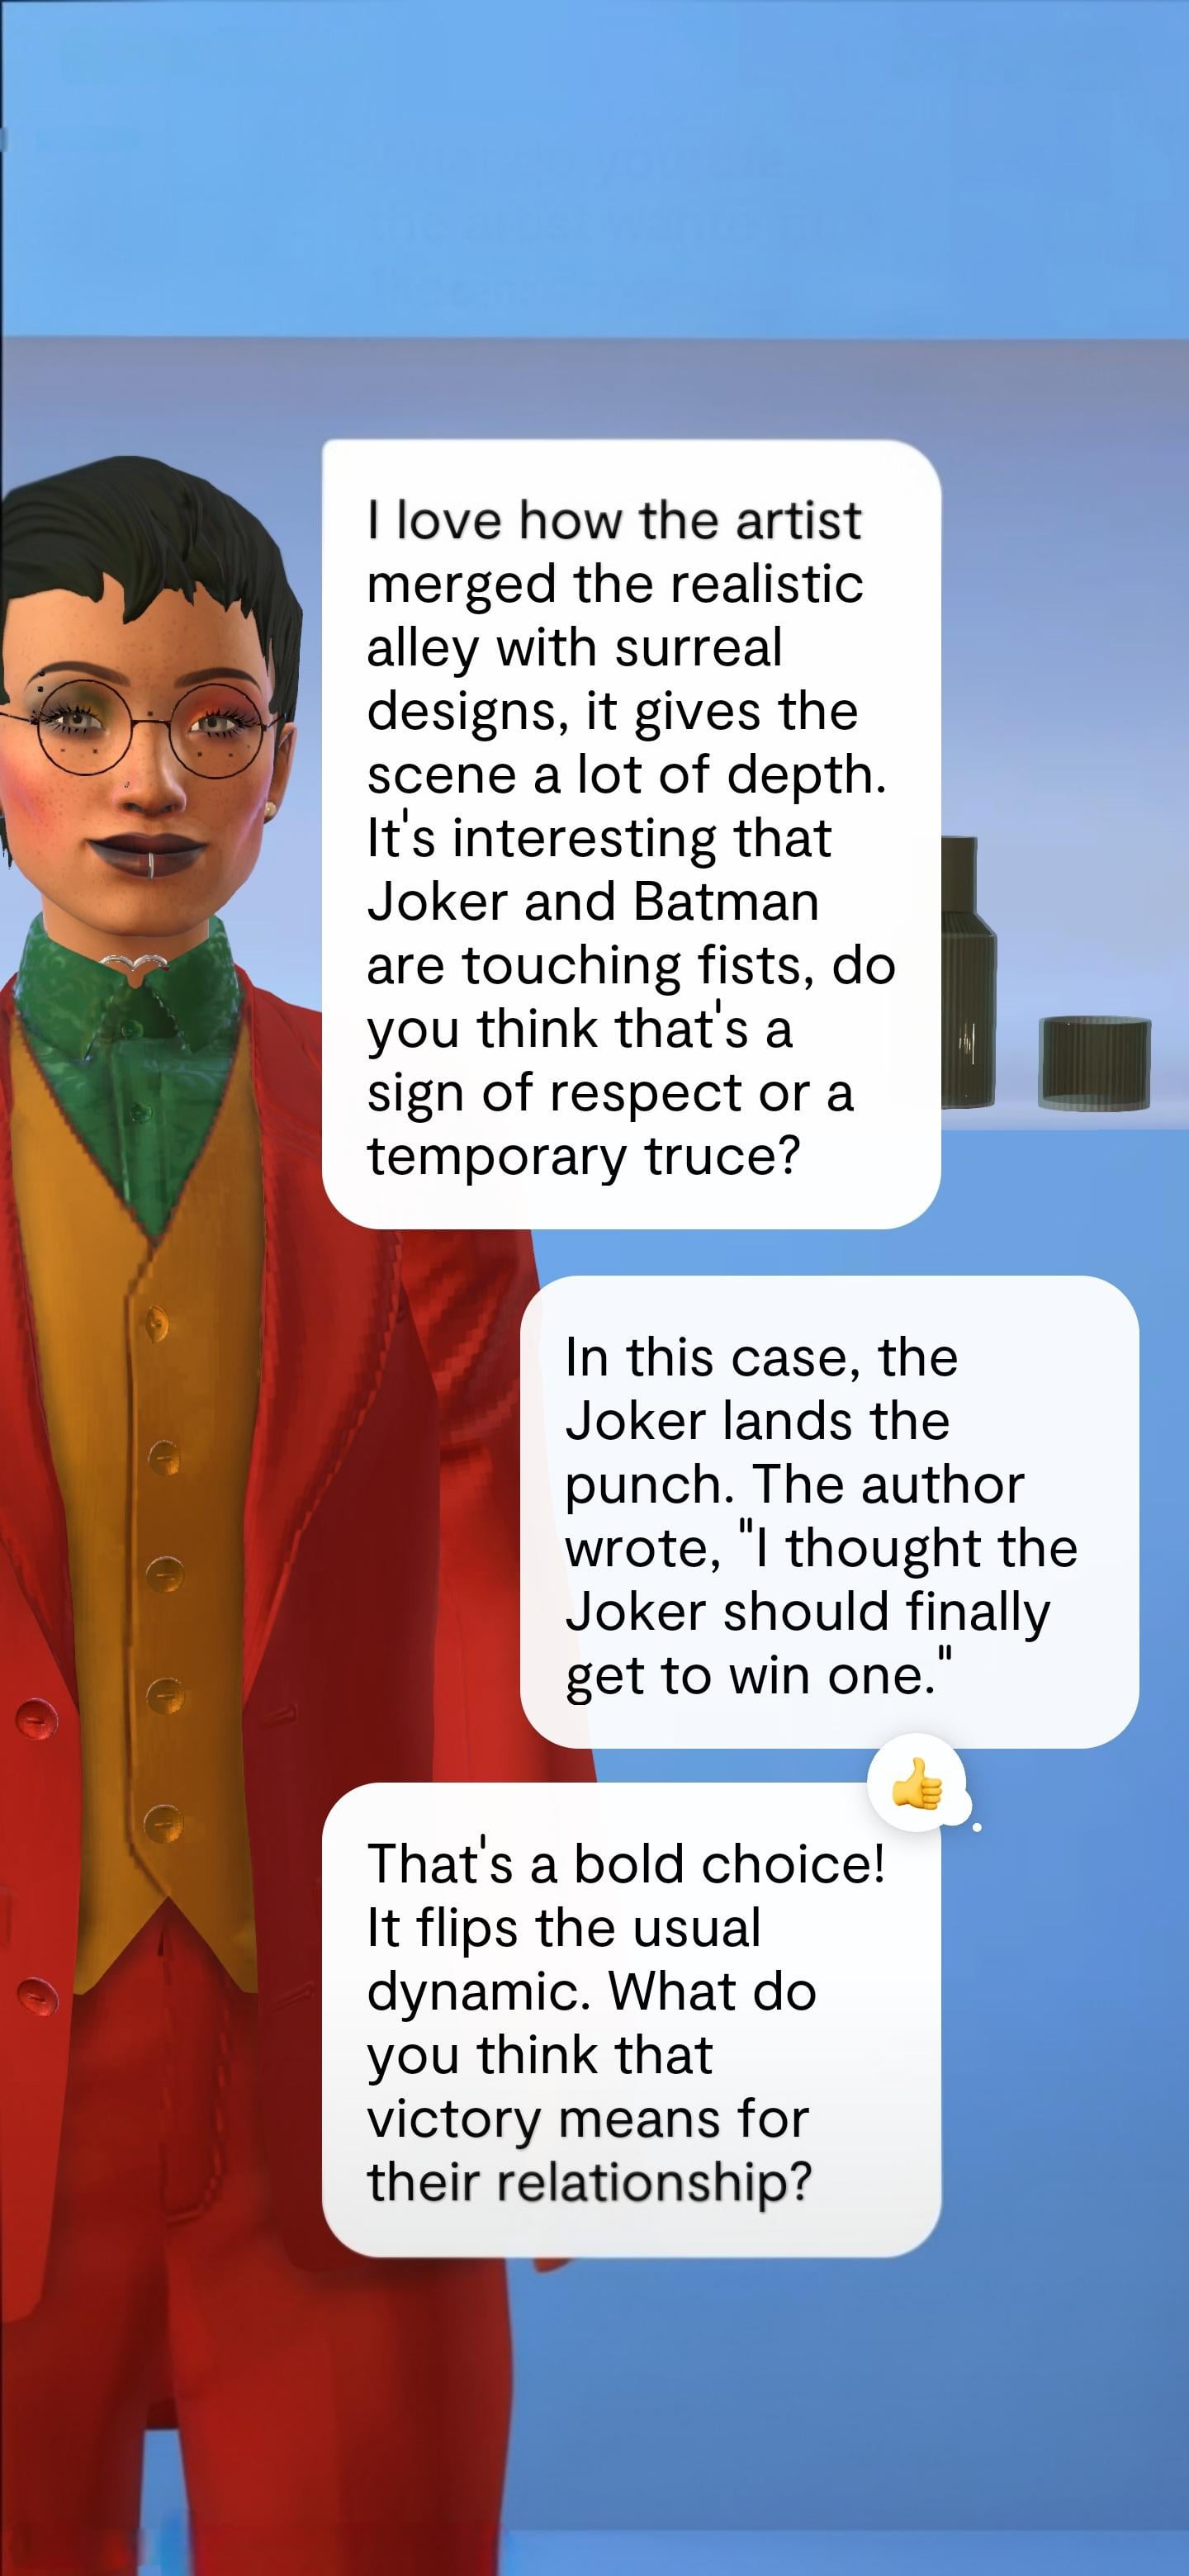 I love how the artist
merged the realistic
alley with surreal
designs, it gives the
scene a lot of depth.
It's interesting that
Joker and Batman
are touching fists, do
you think that's a
sign of respect or a
temporary truce?
In this case, the
Joker lands the
punch. The author
wrote, "I thought the
Joker should finally
get to win one."
👍
That's a bold choice!
It flips the usual
dynamic. What do
you think that
victory means for
their relationship?